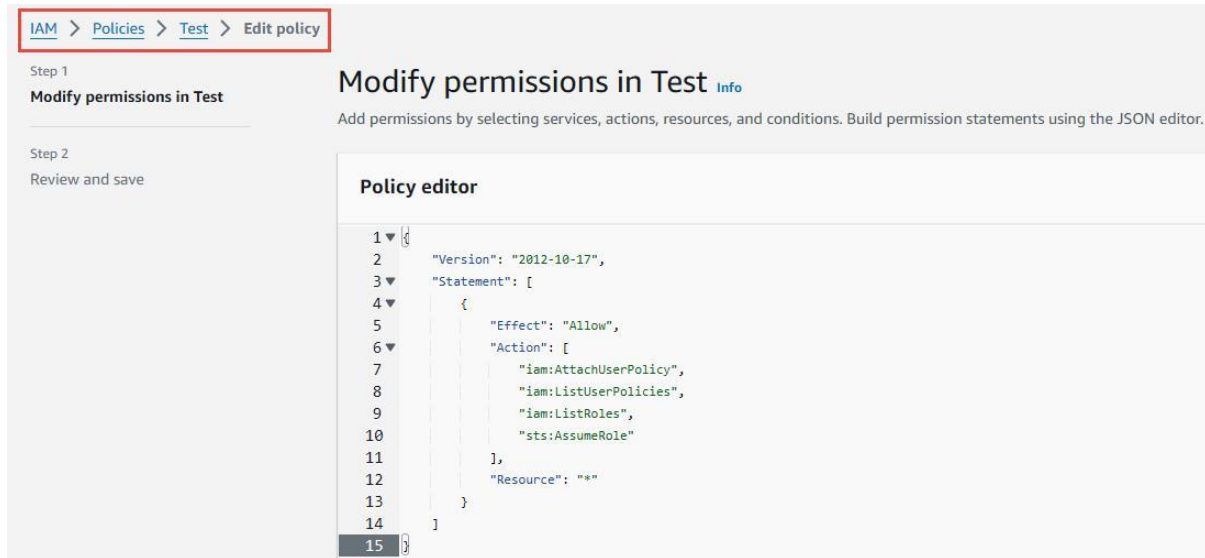 IAM > Policies > Test > Edit policy
Step 1
Modify permissions in Test
Step 2
Review and save
Modify permissions in Test Info
Add permissions by selecting services, actions, resources, and conditions. Build permission statements using the JSON editor.
Policy editor
1 {
2 "Version": "2012-10-17",
3 "Statement": [
4 {
5 "Effect": "Allow",
6 "Action": [
7 "iam:AttachUserPolicy",
8 "iam:ListUserPolicies",
9 "iam:ListRoles",
10 "sts:AssumeRole"
11 ],
12 "Resource": "*"
13 }
14 ]
15 }